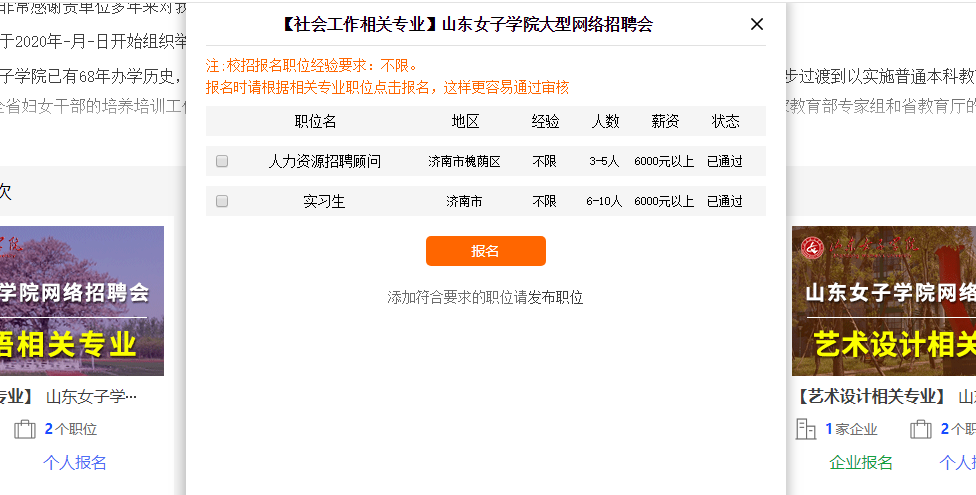 非常感谢贵单位多年来对我
于2020年-月-日开始组织举
子学院已有68年办学历史，
全省妇女干部的培养培训工作
步过渡到以实施普通本科教育
家教育部专家组和省教育厅的
次
【社会工作相关专业】山东女子学院大型网络招聘会
注:校招报名职位经验要求：不限。
报名时请根据相关专业职位点击报名，这样更容易通过审核
职位名 地区 经验 人数 薪资 状态
人力资源招聘顾问 济南市槐荫区 不限 3-5人 6000元以上 已通过
实习生 济南市 不限 6-10人 6000元以上 已通过
报名
添加符合要求的职位请发布职位
学院网络招聘会
语相关专业
专业】 山东女子学···
2个职位
个人报名
山东女子学院
山东女子学院网络
艺术设计相关
【艺术设计相关专业】 山
1家企业 2个职
企业报名 个人报